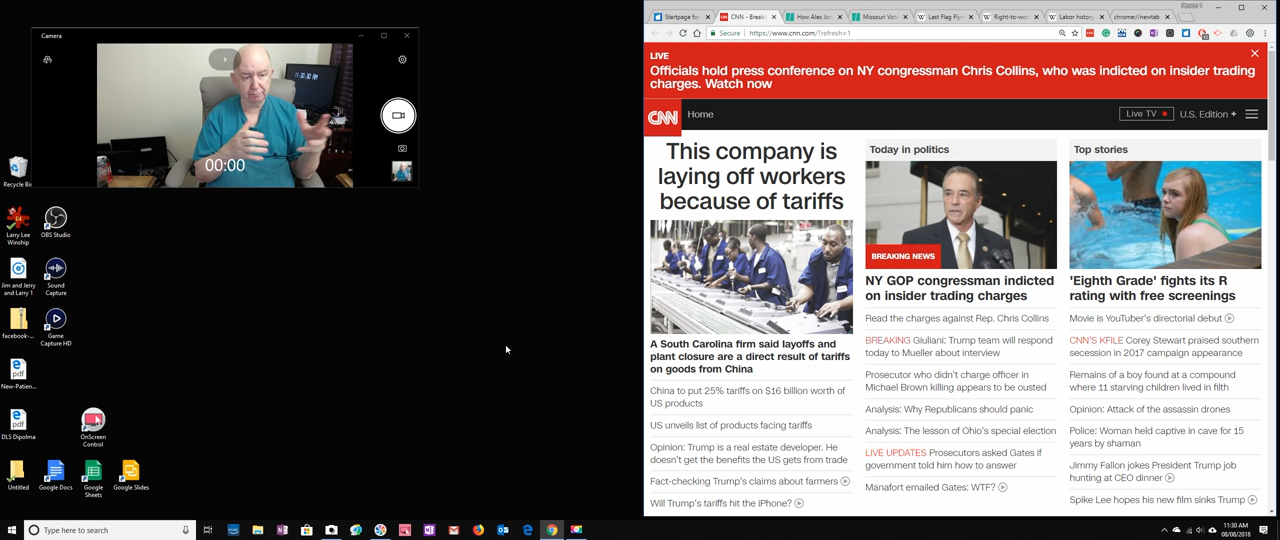 Camera
11:30:30 AM
00:00
Recycle Bin
Larry Lee
Winship
OBS Studio
Jim and Jerry
and Larry 1
Sound
Capture
facebook-...
Game
Capture HD
New-Patien...
DLS Dipolma
OnScreen
Control
Untitled
Google Docs
Google
Sheets
Google Slides
Type here to search
Startpage for
CNN - Breaki
How Alex Jon
Missouri Vot
Last Flag Flyi
Right-to-wor
Labor history
chrome://newtab
Secure
https://www.cnn.com/?refresh=1
LIVE
Officials hold press conference on NY congressman Chris Collins, who was indicted on insider trading
charges. Watch now
CNN
Home
Live TV
U.S. Edition +
This company is
laying off workers
because of tariffs
A South Carolina firm said layoffs and
plant closure are a direct result of tariffs
on goods from China
China to put 25% tariffs on $16 billion worth of
US products
US unveils list of products facing tariffs
Opinion: Trump is a real estate developer. He
doesn't get the benefits the US gets from trade
Fact-checking Trump's claims about farmers
Will Trump's tariffs hit the iPhone?
Today in politics
BREAKING NEWS
NY GOP congressman indicted
on insider trading charges
Read the charges against Rep. Chris Collins
BREAKING Giuliani: Trump team will respond
today to Mueller about interview
Prosecutor who didn't charge officer in
Michael Brown killing appears to be ousted
Analysis: Why Republicans should panic
Analysis: The lesson of Ohio's special election
LIVE UPDATES Prosecutors asked Gates if
government told him how to answer
Manafort emailed Gates: WTF?
Top stories
'Eighth Grade' fights its R
rating with free screenings
Movie is YouTuber's directorial debut
CNN'S KFILE Corey Stewart praised southern
secession in 2017 campaign appearance
Remains of a boy found at a compound
where 11 starving children lived in filth
Opinion: Attack of the assassin drones
Police: Woman held captive in cave for 15
years by shaman
Jimmy Fallon jokes President Trump job
hunting at CEO dinner
Spike Lee hopes his new film sinks Trump
11:30 AM
08/08/2018